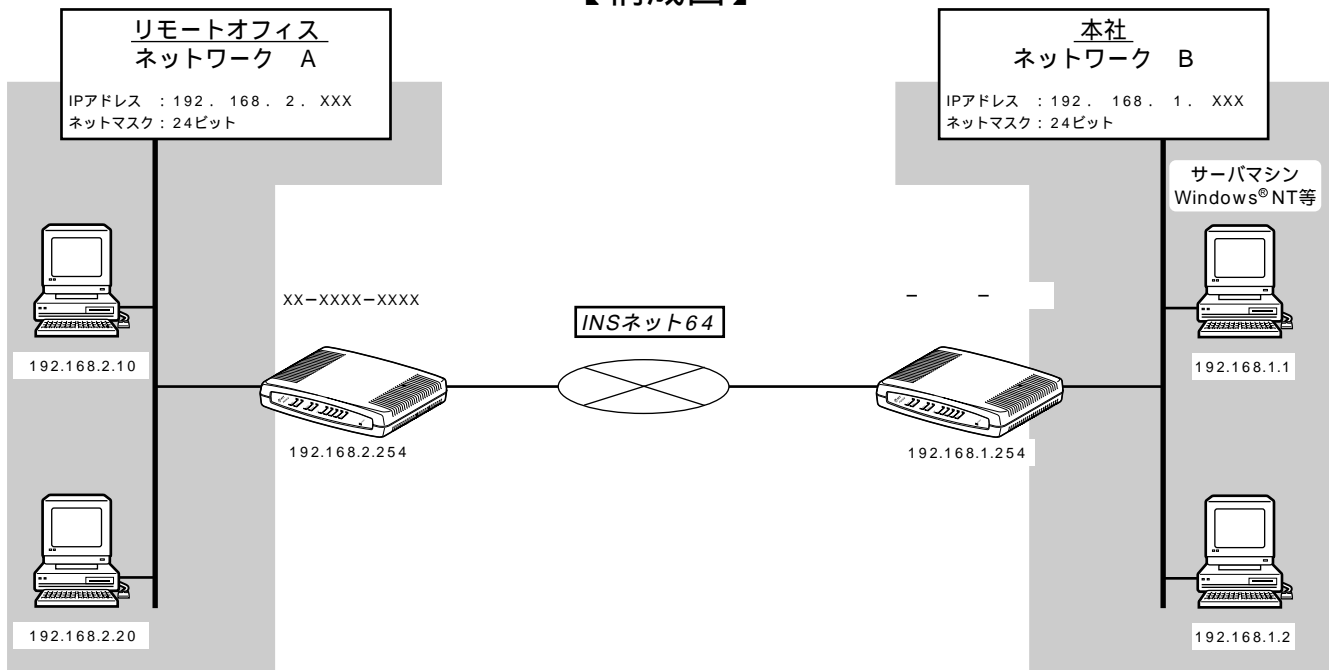 リモートオフィス
ネットワーク A
IPアドレス :192. 168. 2. XXX
ネットマスク:24ビット
本社
ネットワーク B
IPアドレス :192. 168. 1. XXX
ネットマスク:24ビット
サーバマシン
Windows® NT等
XX-XXXX-XXXX
- -
INSネット64
192.168.2.10
192.168.1.1
192.168.2.254
192.168.1.254
192.168.2.20
192.168.1.2